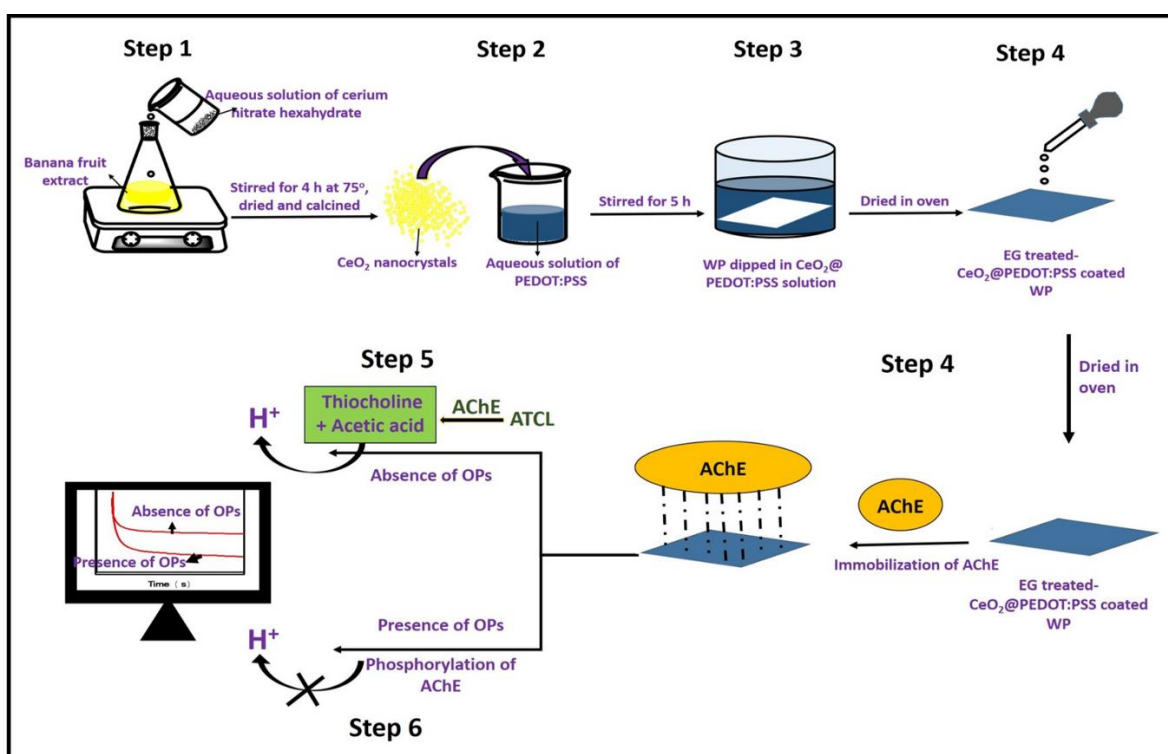 Step 1
Aqueous solution of cerium
nitrate hexahydrate
Banana fruit
extract
Stirred for 4 h at 75°,
dried and calcined
Step 2
CeO₂ nanocrystals
Aqueous solution of
PEDOT:PSS
Stirred for 5 h
Step 3
WP dipped in CeO₂@
PEDOT:PSS solution
Dried in oven
Step 4
EG treated-
CeO₂@PEDOT:PSS coated
WP
Dried in
oven
Step 4
EG treated-
CeO₂@PEDOT:PSS coated
WP
AChE
Immobilization of AChE
AChE
Step 5
Thiocholine
+ Acetic acid
AChE
ATCL
H⁺
Absence of OPs
Absence of OPs
Presence of OPs
Time ( s)
Presence of OPs
Phosphorylation of
AChE
H⁺
Step 6